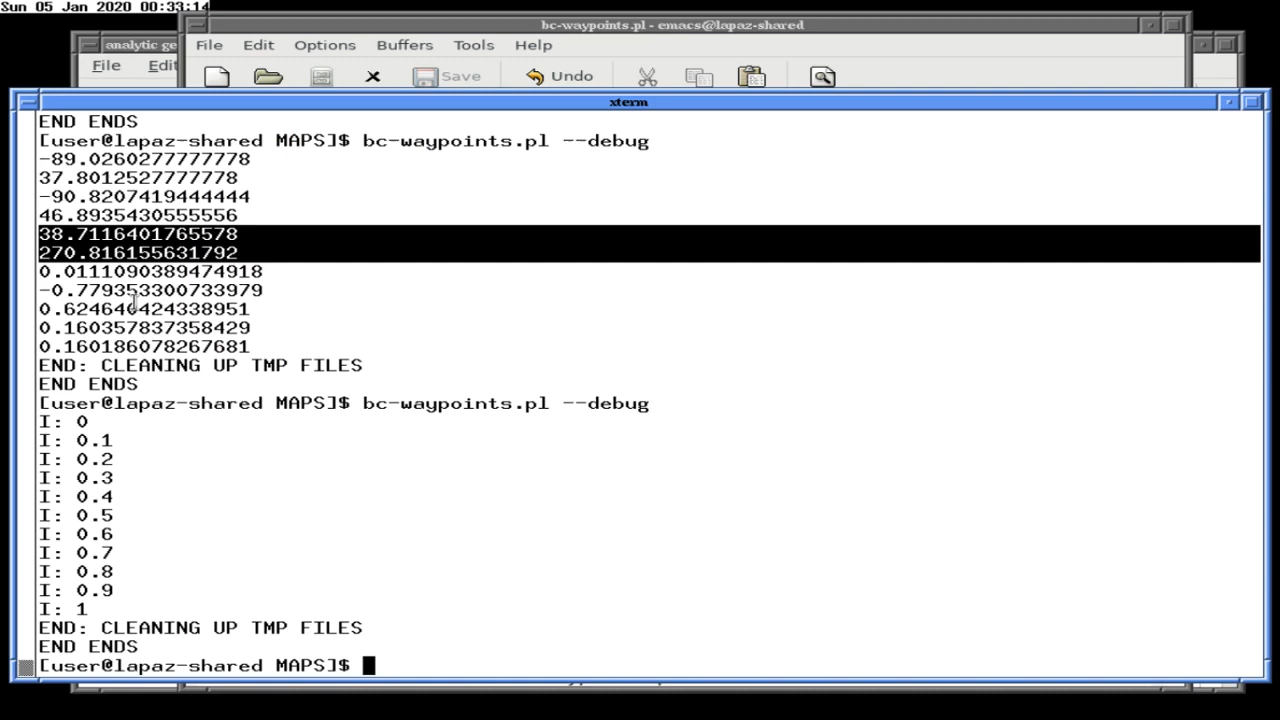 Sun 05 Jan 2020 00:33:14
bc-waypoints.pl - emacs@lapaz-shared
analytic ge
File Edit Options Buffers Tools Help
File Edit
Save Undo
xterm
END ENDS
[user@lapaz-shared MAPS]$ bc-waypoints.pl --debug
-89.0260277777778
37.8012527777778
-90.8207419444444
46.8935430555556
38.7116401765578
270.816155631792
0.0111090389474918
-0.779353300733979
0.624640424338951
0.160357837358429
0.160186078267681
END: CLEANING UP TMP FILES
END ENDS
[user@lapaz-shared MAPS]$ bc-waypoints.pl --debug
I: 0
I: 0.1
I: 0.2
I: 0.3
I: 0.4
I: 0.5
I: 0.6
I: 0.7
I: 0.8
I: 0.9
I: 1
END: CLEANING UP TMP FILES
END ENDS
[user@lapaz-shared MAPS]$